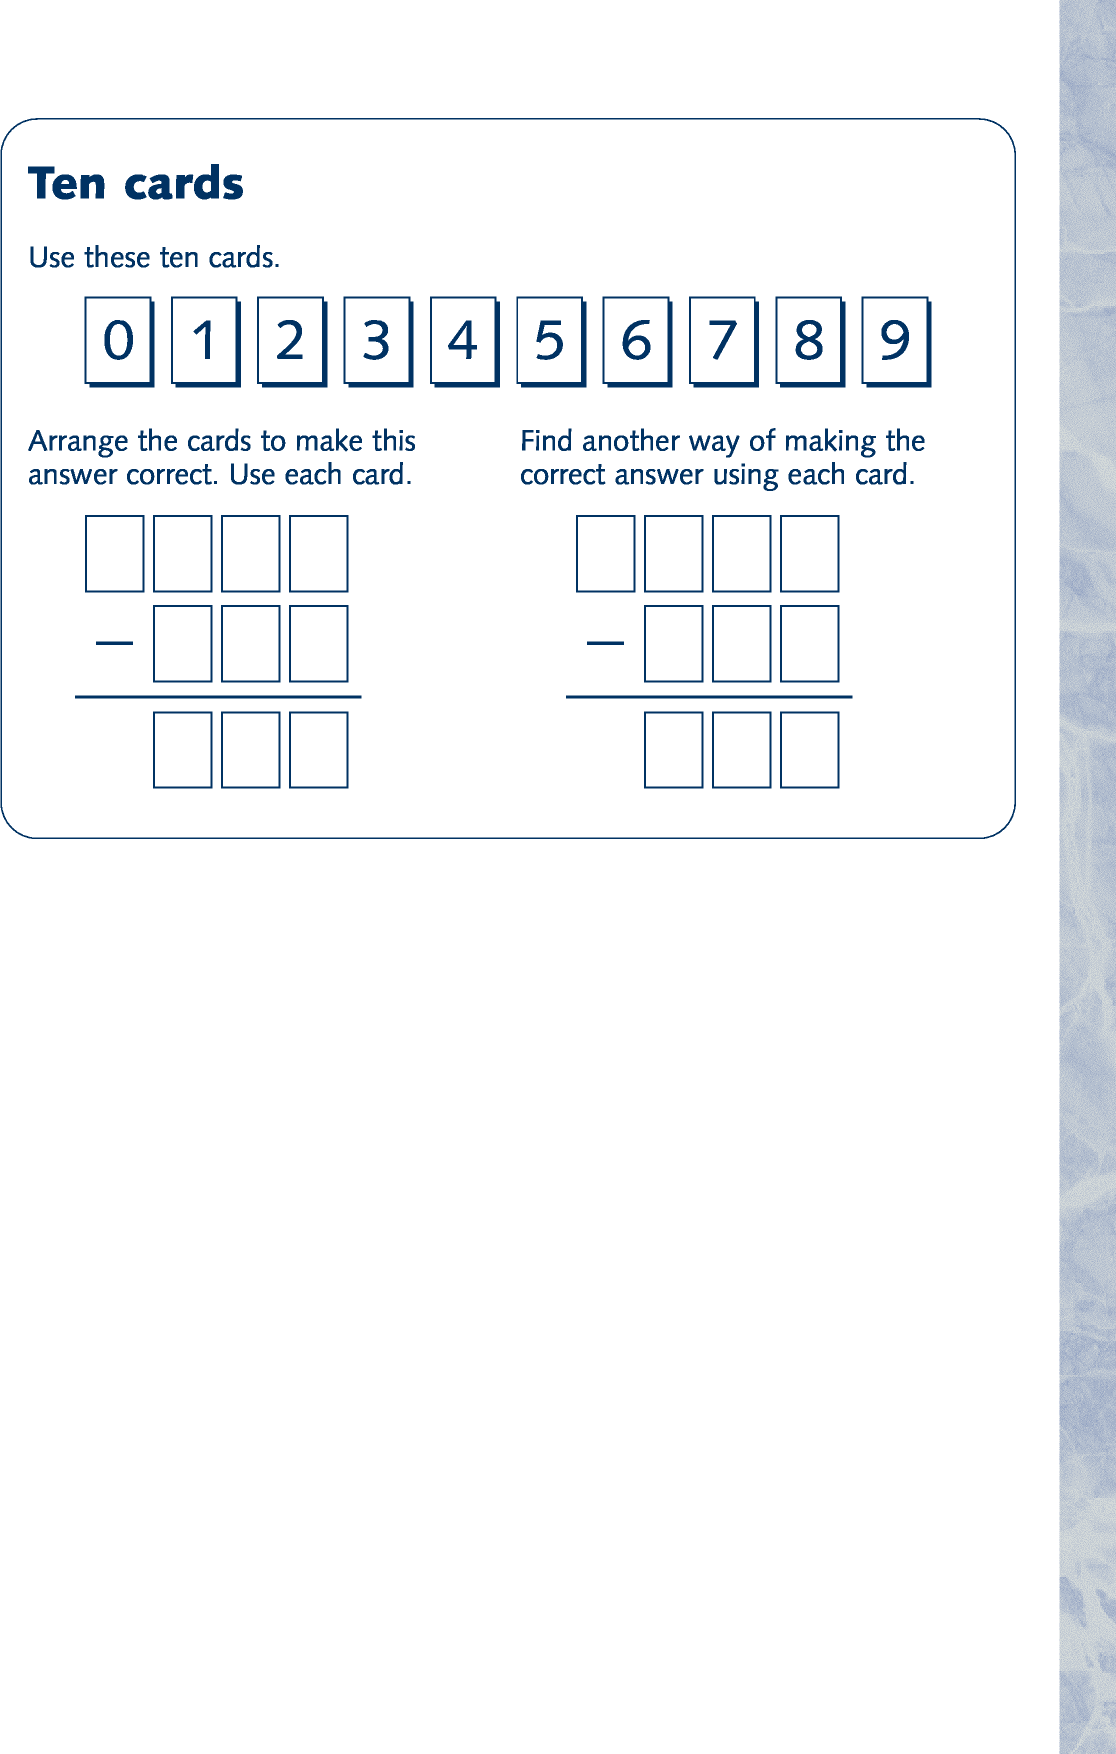 Ten cards
Use these ten cards.
0 1 2 3 4 5 6 7 8 9
Arrange the cards to make this
answer correct. Use each card.
Find another way of making the
correct answer using each card.
—
—